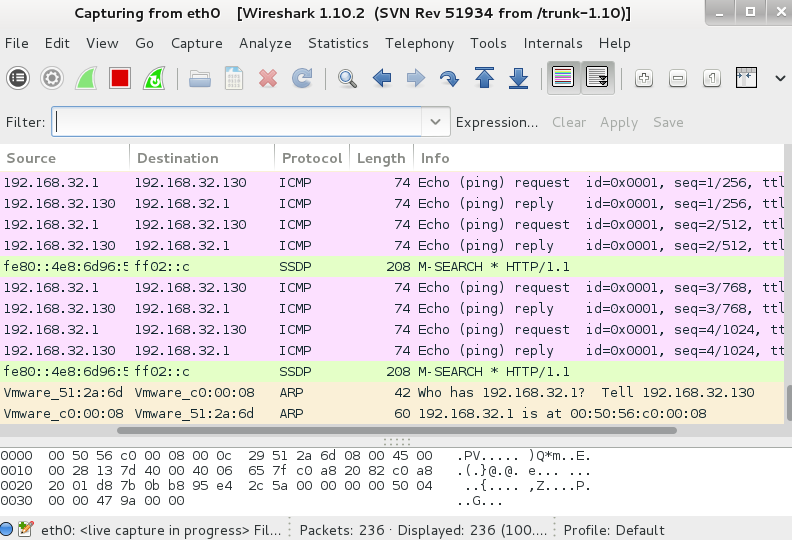 Capturing from eth0 [Wireshark 1.10.2 (SVN Rev 51934 from /trunk-1.10)]
File Edit View Go Capture Analyze Statistics Telephony Tools Internals Help
Filter: Expression... Clear Apply Save
Source Destination Protocol Length Info
192.168.32.1 192.168.32.130 ICMP 74 Echo (ping) request id=0x0001, seq=1/256, ttl
192.168.32.130 192.168.32.1 ICMP 74 Echo (ping) reply id=0x0001, seq=1/256, ttl
192.168.32.1 192.168.32.130 ICMP 74 Echo (ping) request id=0x0001, seq=2/512, ttl
192.168.32.130 192.168.32.1 ICMP 74 Echo (ping) reply id=0x0001, seq=2/512, ttl
fe80::4e8:6d96:5 ff02::c SSDP 208 M-SEARCH * HTTP/1.1
192.168.32.1 192.168.32.130 ICMP 74 Echo (ping) request id=0x0001, seq=3/768, ttl
192.168.32.130 192.168.32.1 ICMP 74 Echo (ping) reply id=0x0001, seq=3/768, ttl
192.168.32.1 192.168.32.130 ICMP 74 Echo (ping) request id=0x0001, seq=4/1024, tt
192.168.32.130 192.168.32.1 ICMP 74 Echo (ping) reply id=0x0001, seq=4/1024, tt
fe80::4e8:6d96:5 ff02::c SSDP 208 M-SEARCH * HTTP/1.1
Vmware_51:2a:6d Vmware_c0:00:08 ARP 42 Who has 192.168.32.1? Tell 192.168.32.130
Vmware_c0:00:08 Vmware_51:2a:6d ARP 60 192.168.32.1 is at 00:50:56:c0:00:08
0000 00 50 56 c0 00 08 00 0c 29 51 2a 6d 08 00 45 00 .PV..... )Q*m..E.
0010 00 28 13 7d 40 00 40 06 65 7f c0 a8 20 82 c0 a8 .(.}@.@. e... ...
0020 20 01 d8 7b 0b b8 95 e4 2c 5a 00 00 00 00 50 04 ..{.... ,Z....P.
0030 00 00 47 9a 00 00 ..G...
eth0: <live capture in progress> Fil... Packets: 236 · Displayed: 236 (100.... Profile: Default